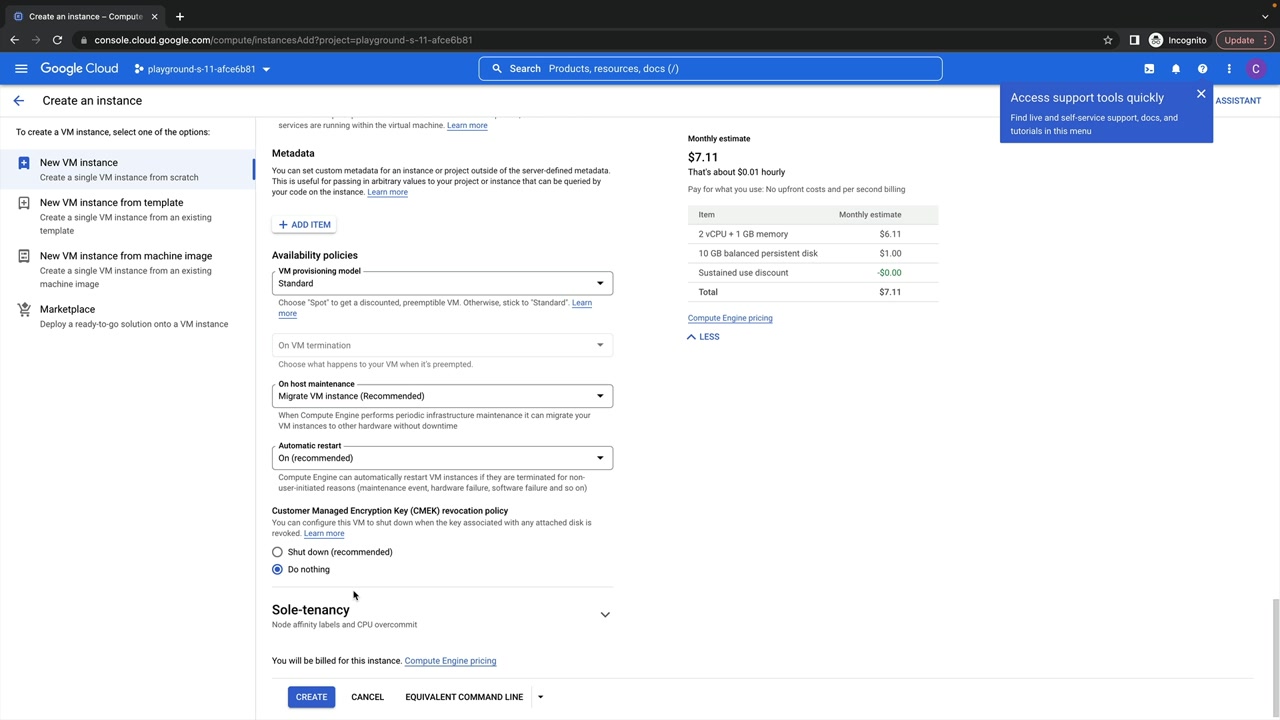 Create an instance – Compute
console.cloud.google.com/compute/instancesAdd?project=playground-s-11-afce6b81
Incognito
Update
Google Cloud
playground-s-11-afce6b81
Search Products, resources, docs (/)
C
Create an instance
Access support tools quickly
Find live and self-service support, docs, and
tutorials in this menu
ASSISTANT
To create a VM instance, select one of the options:
New VM instance
Create a single VM instance from scratch
New VM instance from template
Create a single VM instance from an existing
template
New VM instance from machine image
Create a single VM instance from an existing
machine image
Marketplace
Deploy a ready-to-go solution onto a VM instance
services are running within the virtual machine. Learn more
Metadata
You can set custom metadata for an instance or project outside of the server-defined metadata.
This is useful for passing in arbitrary values to your project or instance that can be queried by
your code on the instance. Learn more
ADD ITEM
Availability policies
VM provisioning model
Standard
Choose "Spot" to get a discounted, preemptible VM. Otherwise, stick to "Standard". Learn
more
On VM termination
Choose what happens to your VM when it's preempted.
On host maintenance
Migrate VM instance (Recommended)
When Compute Engine performs periodic infrastructure maintenance it can migrate your
VM instances to other hardware without downtime
Automatic restart
On (recommended)
Compute Engine can automatically restart VM instances if they are terminated for non-
user-initiated reasons (maintenance event, hardware failure, software failure and so on)
Customer Managed Encryption Key (CMEK) revocation policy
You can configure this VM to shut down when the key associated with any attached disk is
revoked. Learn more
Shut down (recommended)
Do nothing
Sole-tenancy
Node affinity labels and CPU overcommit
You will be billed for this instance. Compute Engine pricing
CREATE CANCEL EQUIVALENT COMMAND LINE
Monthly estimate
$7.11
That's about $0.01 hourly
Pay for what you use: No upfront costs and per second billing
Item Monthly estimate
2 vCPU + 1 GB memory $6.11
10 GB balanced persistent disk $1.00
Sustained use discount -$0.00
Total $7.11
Compute Engine pricing
LESS